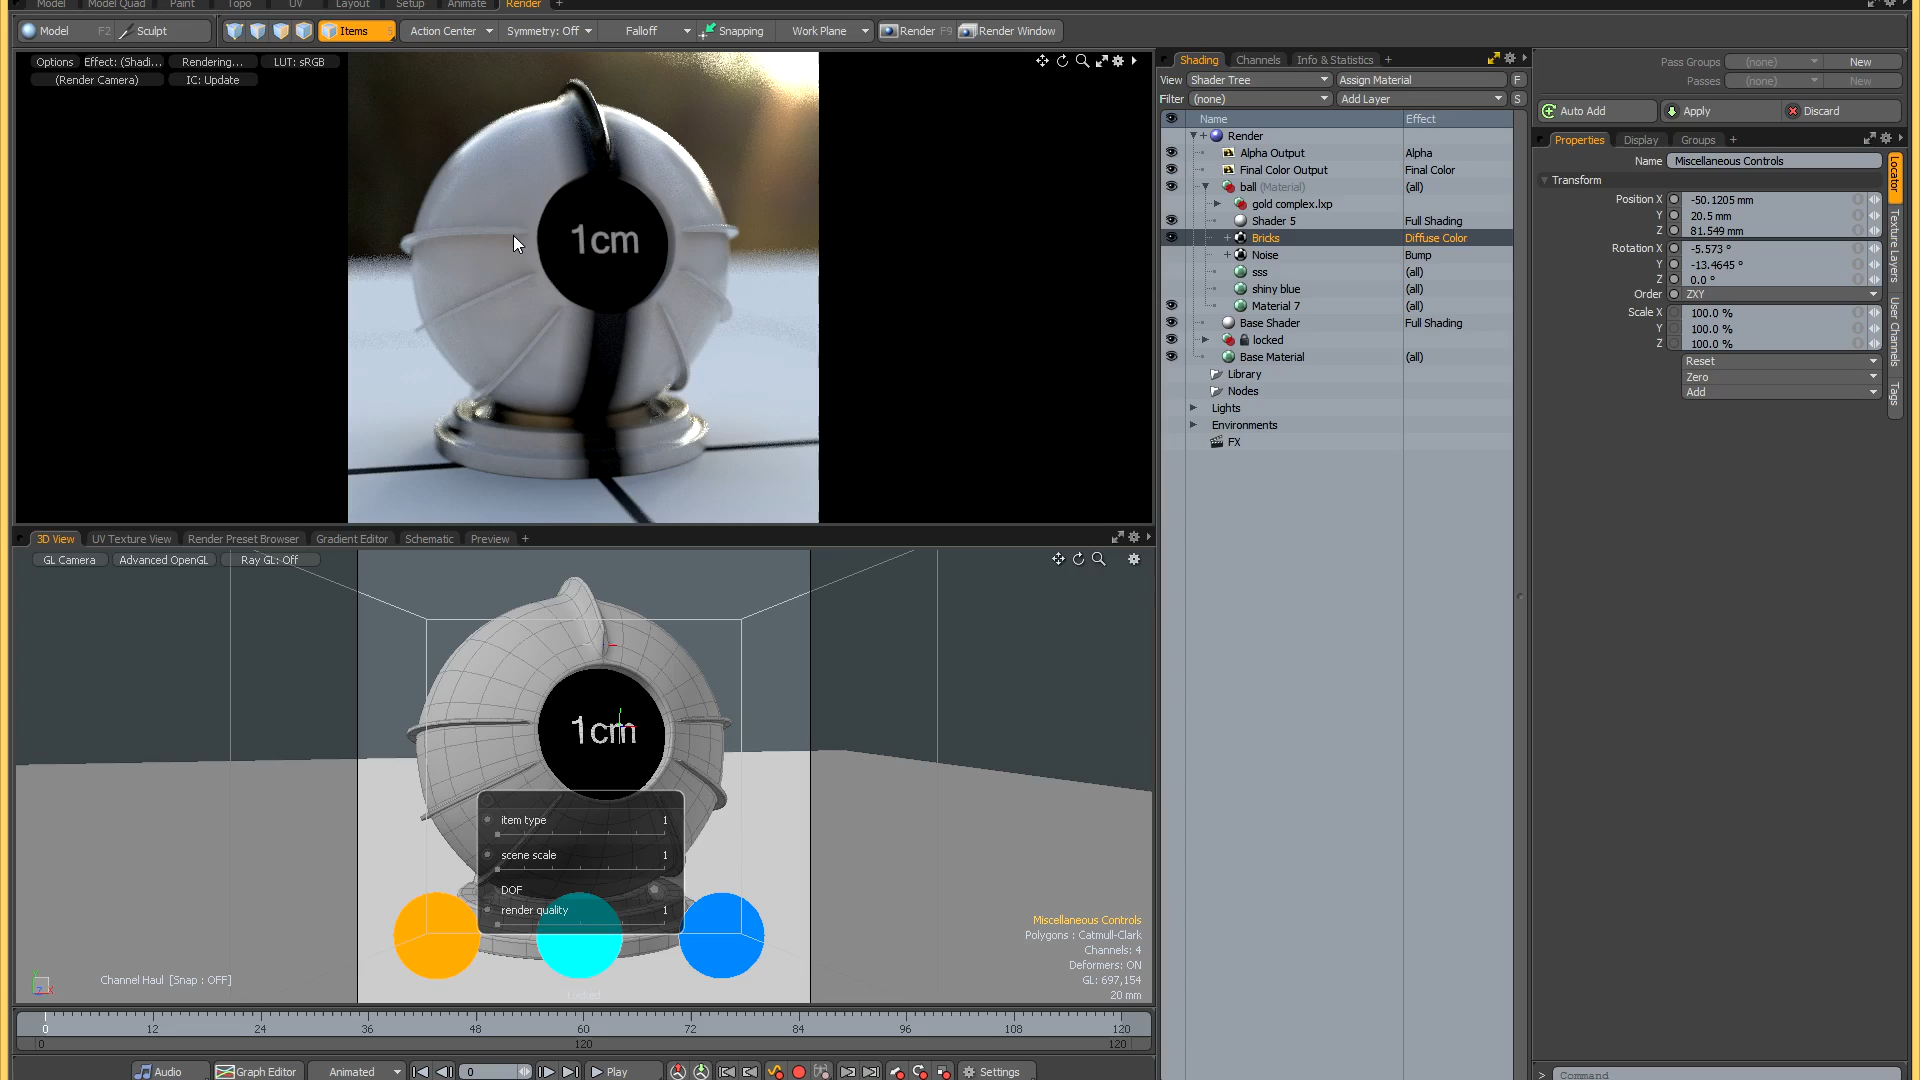 Model Model Quad Paint Topo UV Layout Setup Animate Render +
Model F2 Sculpt Items 5 Action Center Symmetry: Off Falloff Snapping Work Plane Render F9 Render Window
Options Effect: (Shadi... Rendering... LUT: sRGB
(Render Camera) IC: Update
1cm
3D View UV Texture View Render Preset Browser Gradient Editor Schematic Preview +
GL Camera Advanced OpenGL Ray GL: Off
1cm
item type 1
scene scale 1
DOF
render quality 1
Miscellaneous Controls
Polygons : Catmull-Clark
Channels: 4
Deformers: ON
GL: 697,154
20 mm
Channel Haul [Snap : OFF]
0 12 24 36 48 60 72 84 96 108 120
0 120 120
Audio Graph Editor Animated 0 Play Settings
Shading Channels Info & Statistics +
View Shader Tree Assign Material F
Filter (none) Add Layer S
Name Effect
Render
Alpha Output Alpha
Final Color Output Final Color
ball (Material) (all)
gold complex.lxp
Shader 5 Full Shading
Bricks Diffuse Color
Noise Bump
sss (all)
shiny blue (all)
Material 7 (all)
Base Shader Full Shading
locked
Base Material (all)
Library
Nodes
Lights
Environments
FX
Pass Groups (none) New
Passes (none) New
Auto Add Apply Discard
Properties Display Groups +
Name Miscellaneous Controls
Transform
Position X -50.1205 mm
Y 20.5 mm
Z 81.549 mm
Rotation X -5.573 °
Y -13.4645 °
Z 0.0 °
Order ZXY
Scale X 100.0 %
Y 100.0 %
Z 100.0 %
Reset
Zero
Add
Locator
Texture Layers
User Channels
Tags
Command